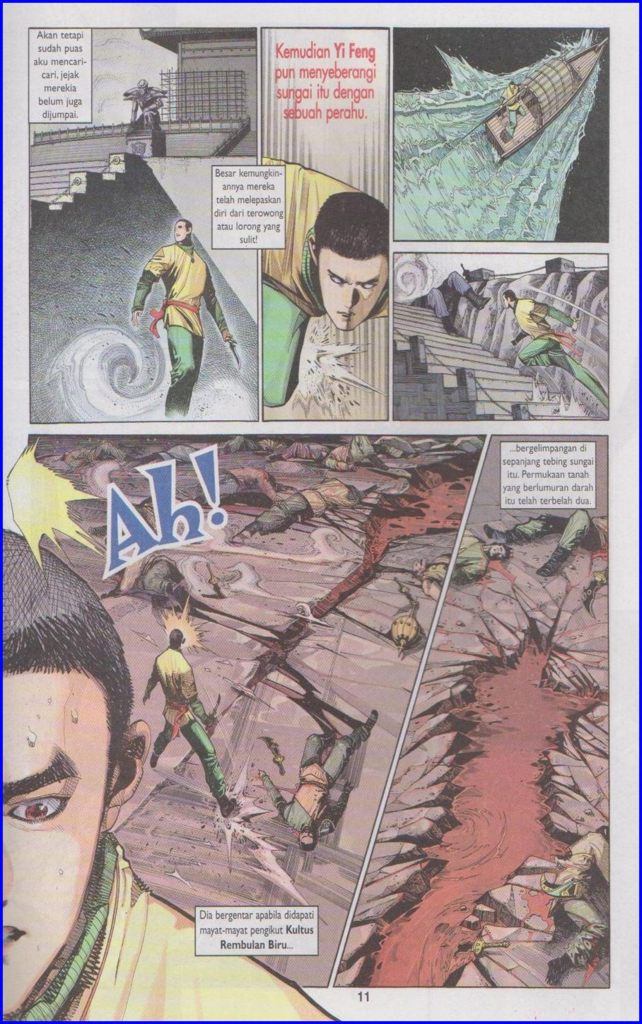 Akan tetapi
sudah puas
aku mencari-
cari, jejak
mereka
belum juga
dijumpai.
Besar kemungkin-
annya mereka
telah melepaskan
diri dari terowong
atau lorong yang
sulit!
Kemudian Yi Feng
pun menyeberangi
sungai itu dengan
sebuah perahu.
Ah!
Dia bergentar apabila didapati
mayat-mayat pengikut Kultus
Rembulan Biru...
...bergelimpangan di
sepanjang tebing sungai
itu. Permukaan tanah
yang berlumuran darah
itu telah terbelah dua.
11